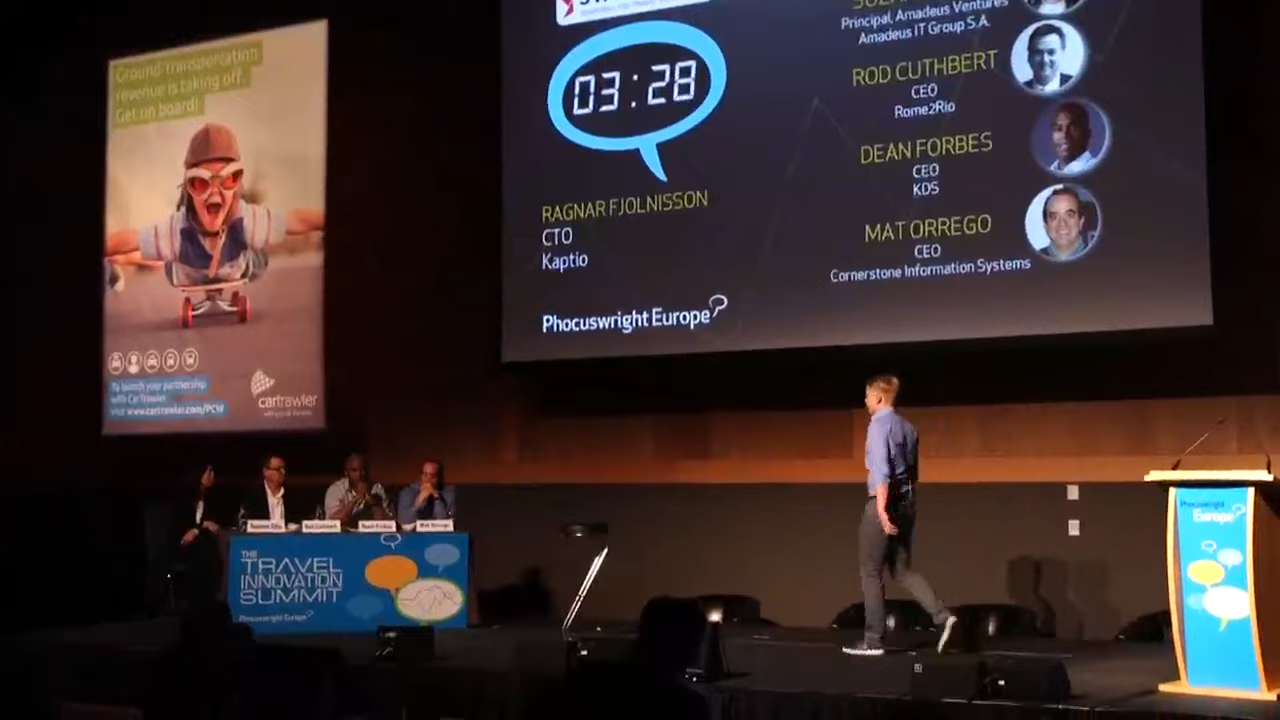 Ground transportation
revenue is taking off.
Get on board!
To launch your partnership
with CarTrawler
visit www.cartrawler.com/PCW
cartrawler
03:28
RAGNAR FJOLNISSON
CTO
Kaptio
Phocuswright Europe
Principal, Amadeus Ventures
Amadeus IT Group S.A.
ROD CUTHBERT
CEO
Rome2Rio
DEAN FORBES
CEO
KDS
MAT ORREGO
CEO
Cornerstone Information Systems
THE
TRAVEL
INNOVATION
SUMMIT
Phocuswright Europe
Phocuswright
Europe